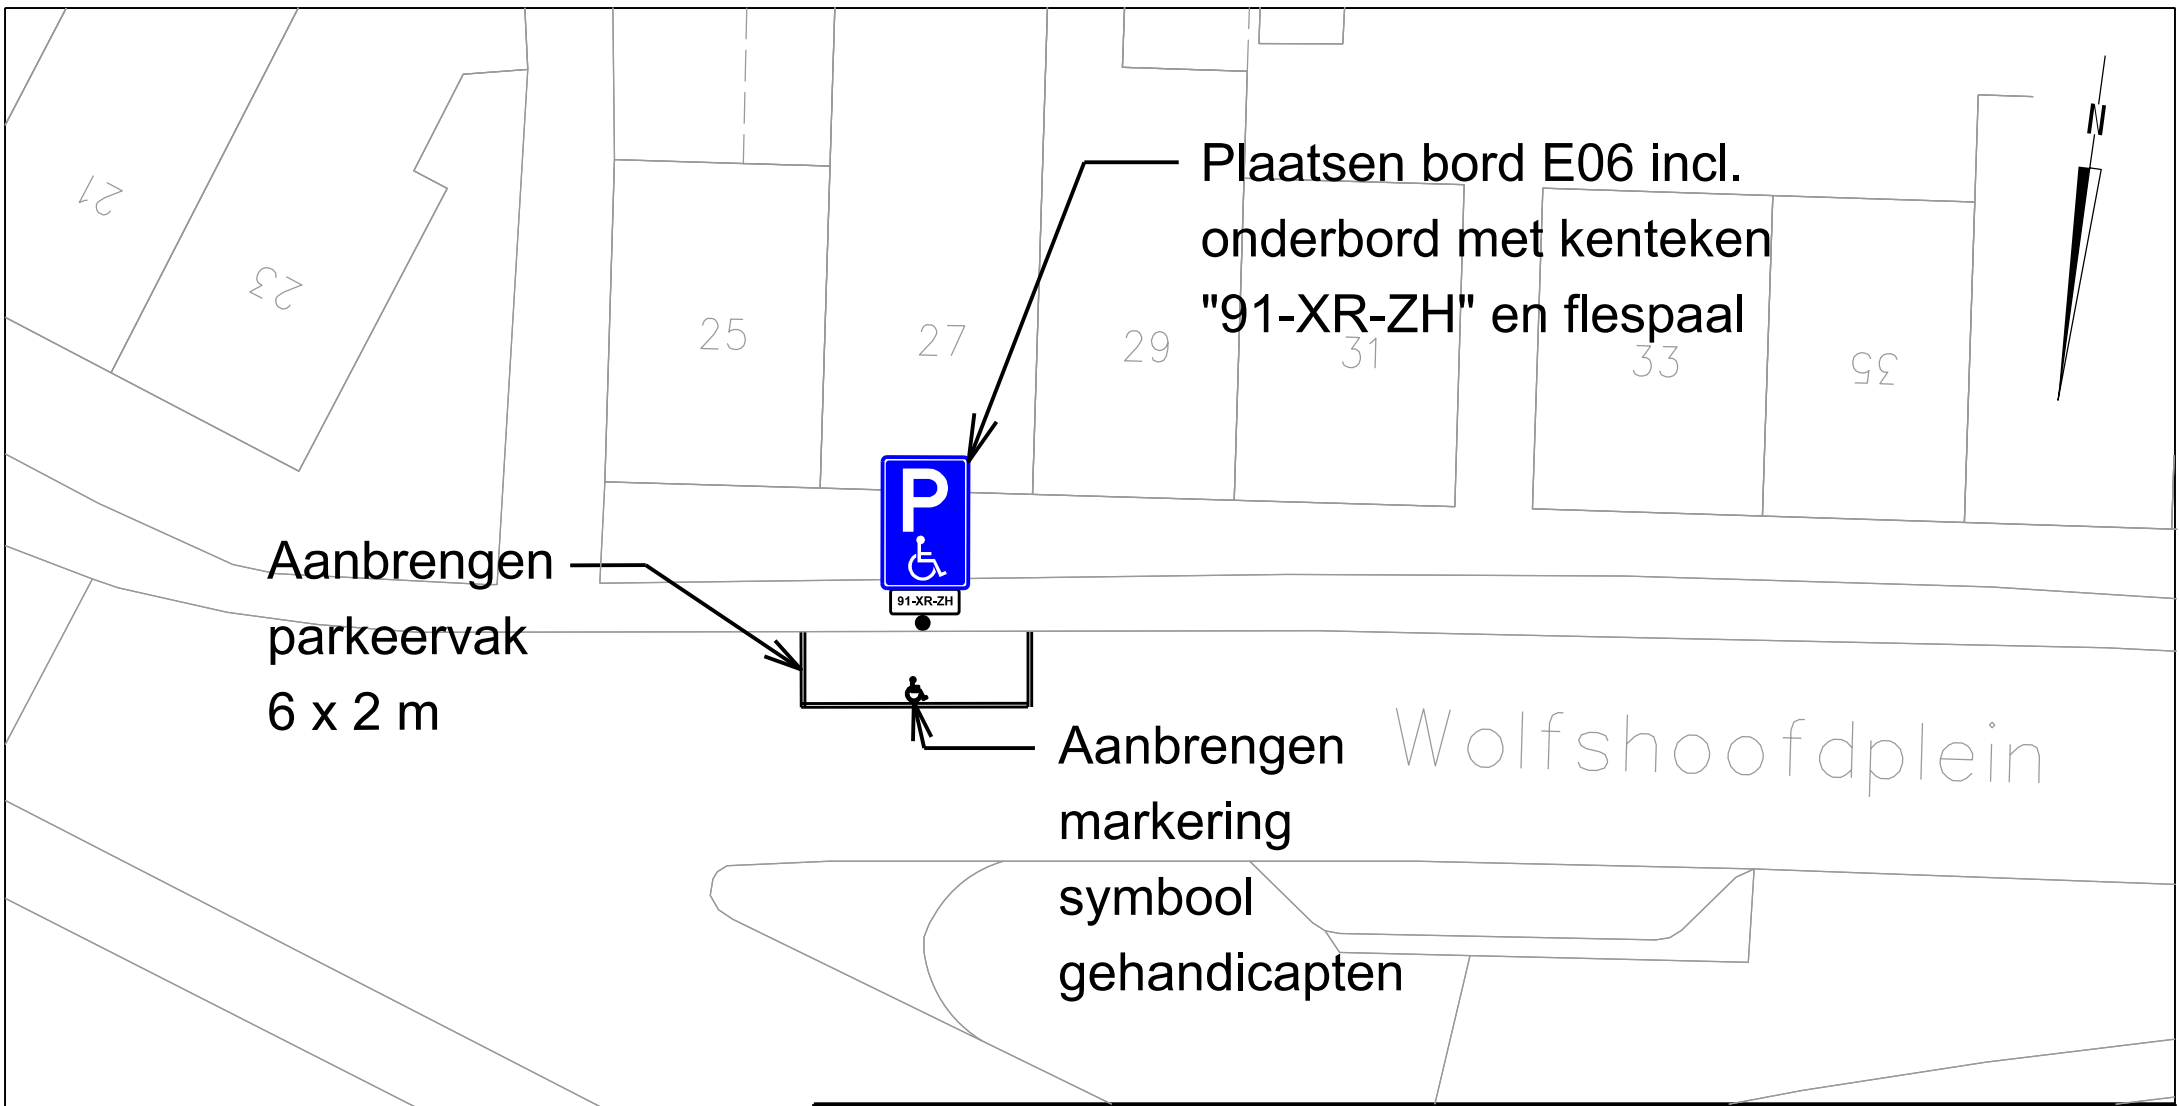 N
Plaatsen bord E06 incl.
onderbord met kenteken
"91-XR-ZH" en flespaal
21
23
25
27
29
31
33
35
P
91-XR-ZH
Aanbrengen
parkeervak
6 x 2 m
Aanbrengen
markering
symbool
gehandicapten
Wolfshoofdplein